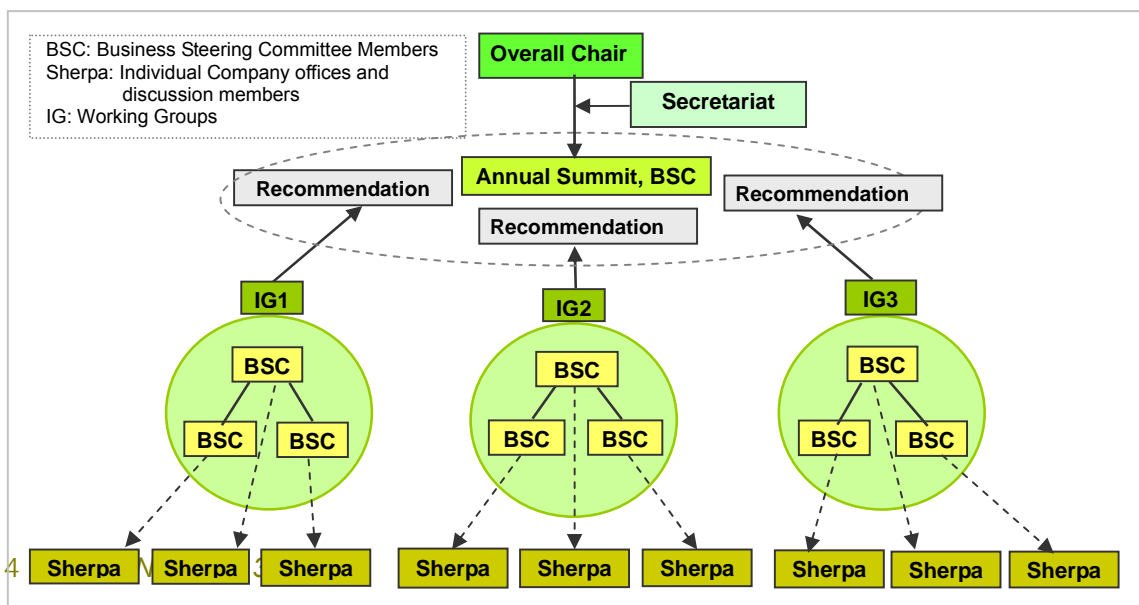 BSC: Business Steering Committee Members
Sherpa: Individual Company offices and
discussion members
IG: Working Groups
Overall Chair
Secretariat
Annual Summit, BSC
Recommendation
Recommendation
Recommendation
IG1
IG2
IG3
BSC
BSC
BSC
BSC
BSC
BSC
BSC
BSC
BSC
4
Sherpa
Sherpa
Sherpa
Sherpa
Sherpa
Sherpa
Sherpa
Sherpa
Sherpa